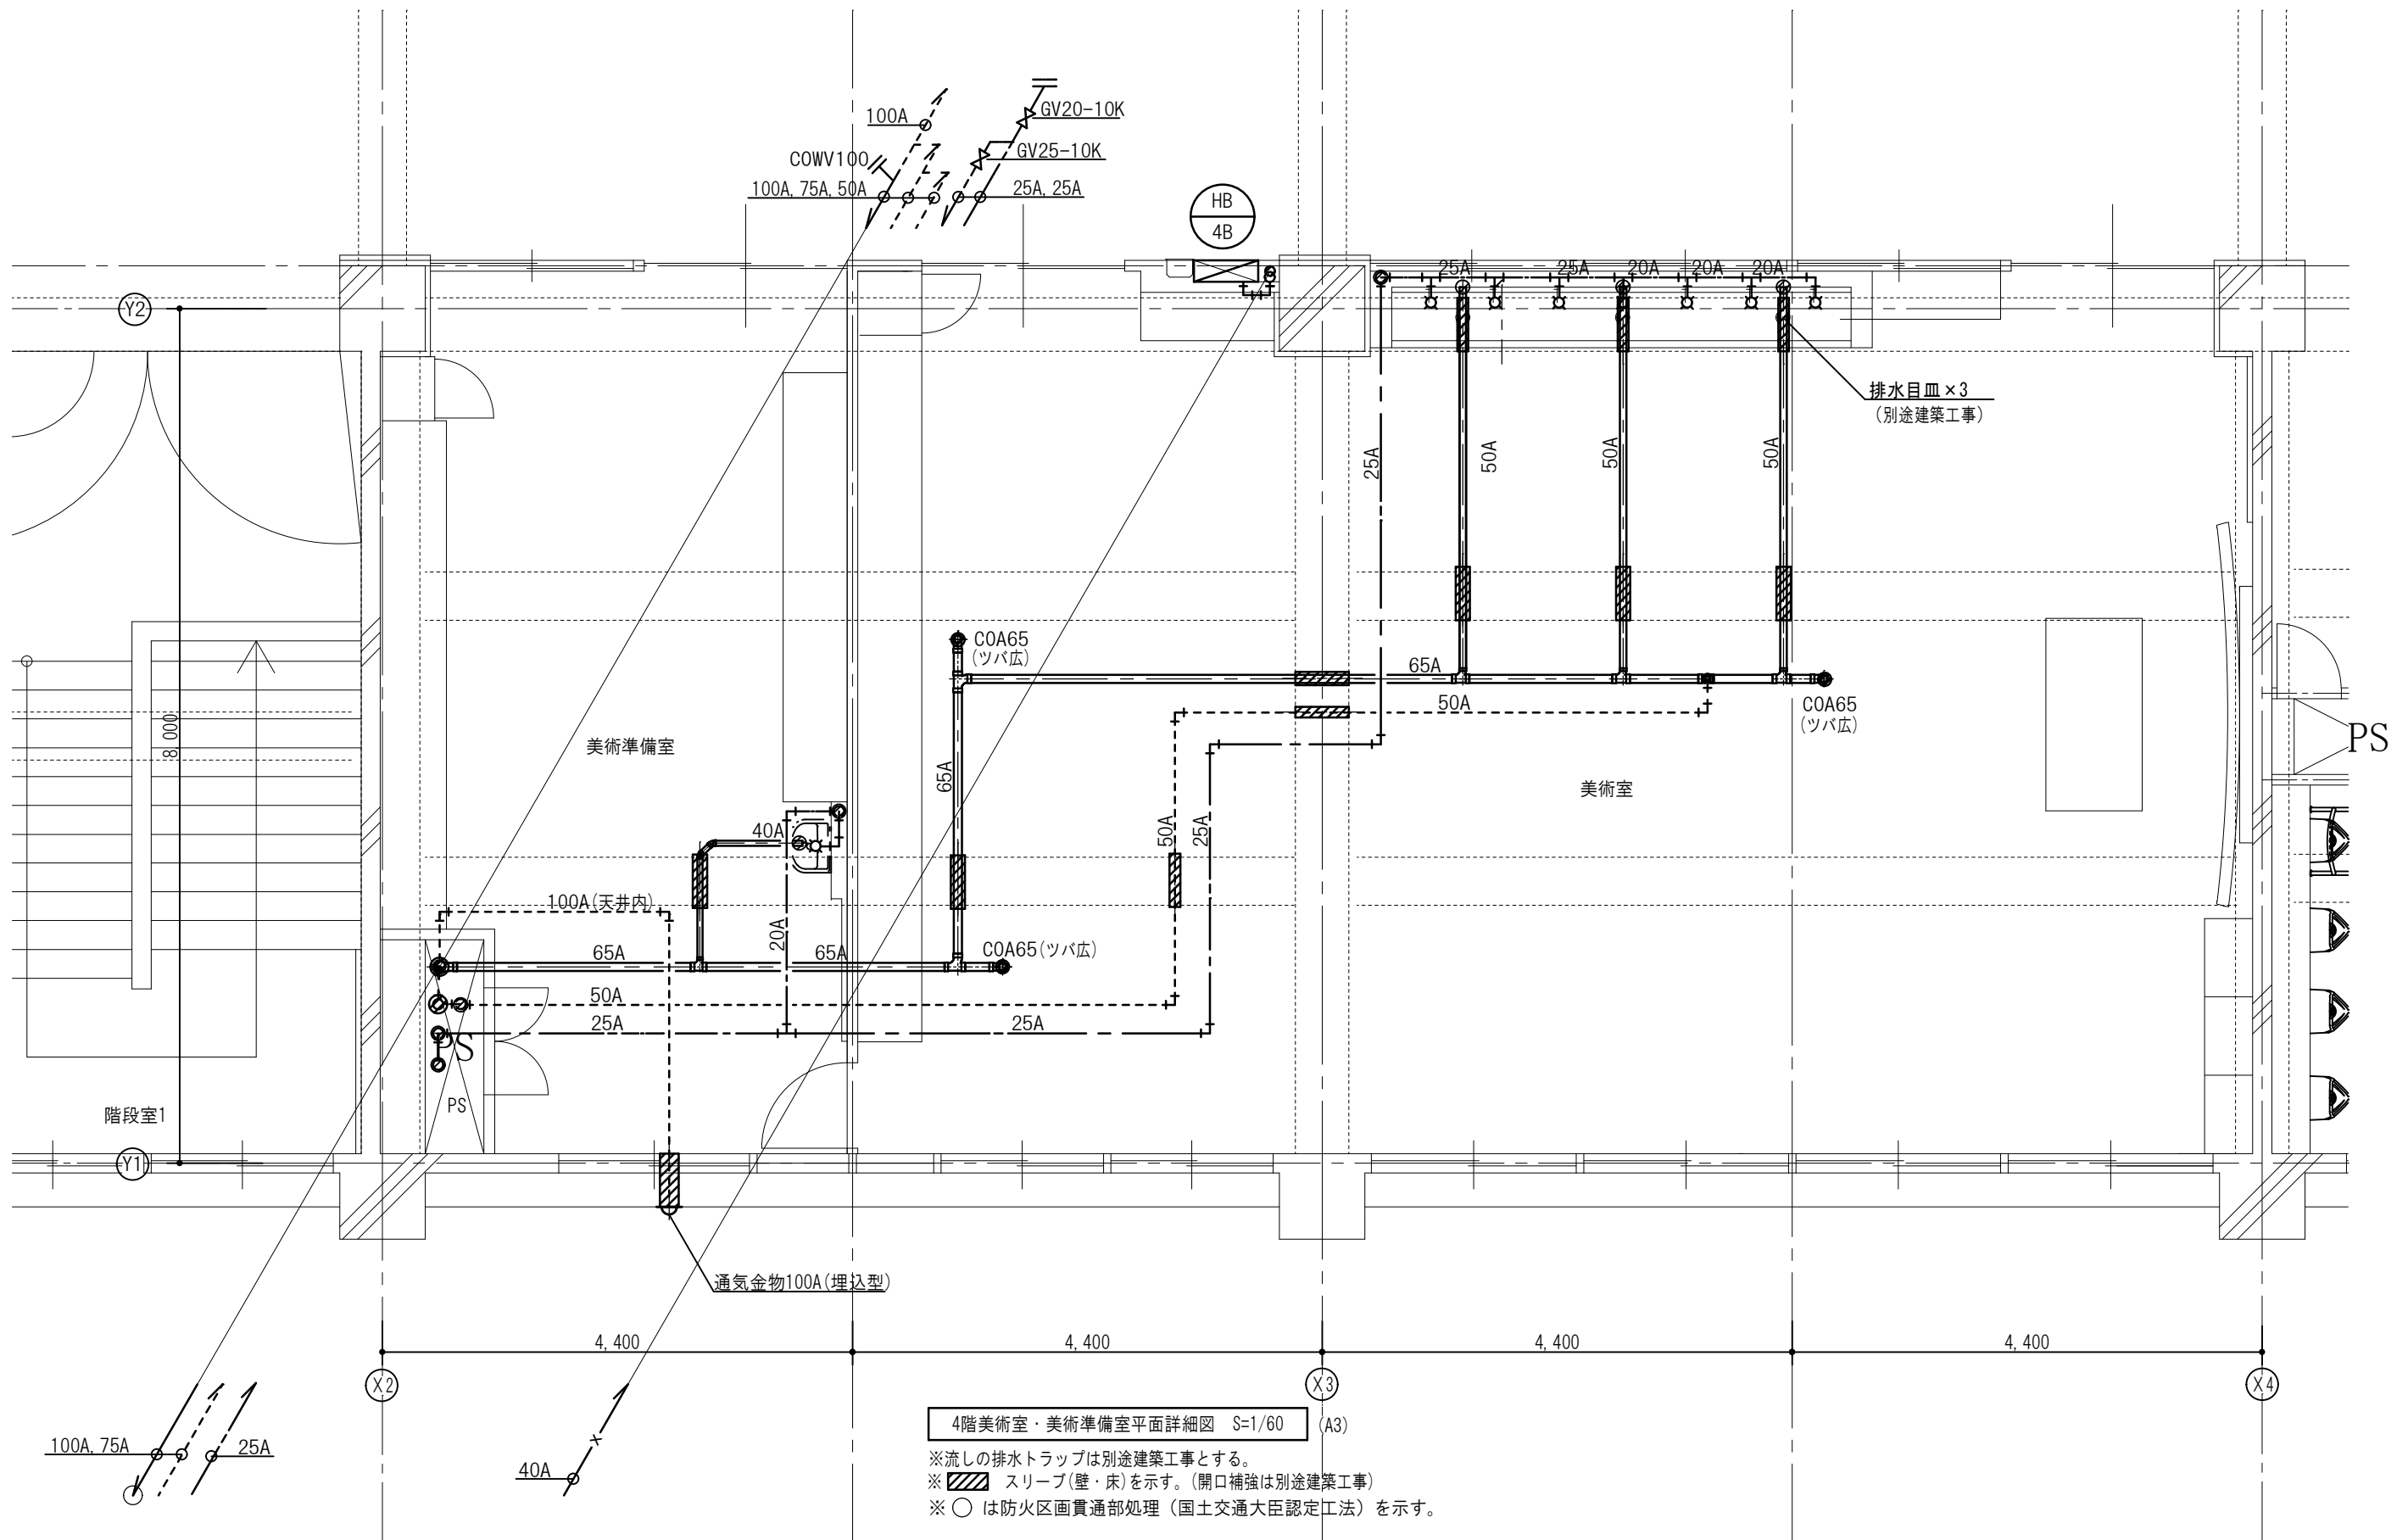 100A
GV20-10K
COWV100
GV25-10K
100A, 75A, 50A
25A, 25A
HB
4B
25A
25A
20A
20A
20A
Y2
排水目皿×3
(別途建築工事)
25A
50A
50A
50A
COA65
(ツバ広)
65A
50A
COA65
(ツバ広)
8,000
美術準備室
65A
美術室
PS
40A
50A
25A
100A(天井内)
20A
65A
65A
COA65(ツバ広)
50A
25A
25A
PS
PS
階段室1
Y1
通気金物100A(埋込型)
4,400
4,400
4,400
4,400
X2
X3
X4
100A, 75A
25A
40A
4階美術室・美術準備室平面詳細図 S=1/60 (A3)
※流しの排水トラップは別途建築工事とする。
※ スリーブ(壁・床)を示す。(開口補強は別途建築工事)
※ ○ は防火区画貫通部処理（国土交通大臣認定工法）を示す。